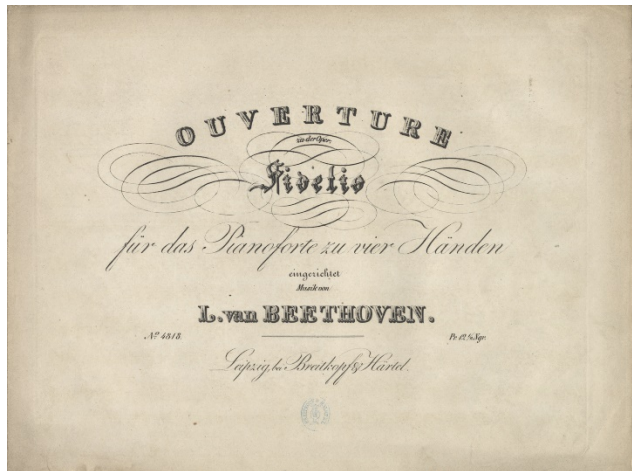 OUVERTURE
zu der Oper:
Fidelio
für das Pianoforte zu vier Händen
eingerichtet
Musik von
L. van BEETHOVEN.
Nº 4818.
Pr. 12½ Ngr.
Leipzig, bei Breitkopf & Härtel.